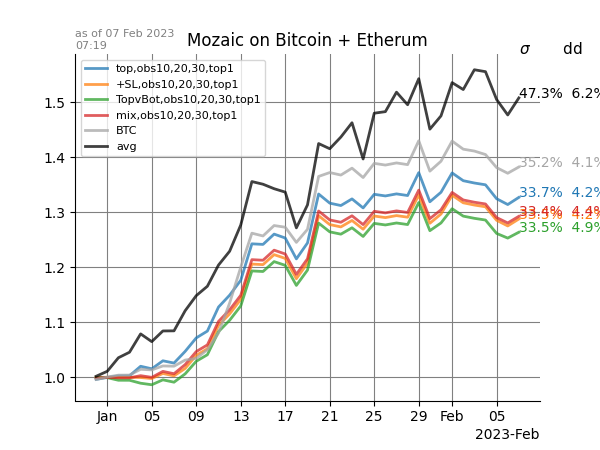 as of 07 Feb 2023
07:19
Mozaic on Bitcoin + Etherum
σ dd
top,obs10,20,30,top1
+SL,obs10,20,30,top1
TopvBot,obs10,20,30,top1
mix,obs10,20,30,top1
BTC
avg
47.3% 6.2%
35.2% 4.1%
33.7% 4.2%
33.4% 4.4%
33.5% 4.9%
1.5
1.4
1.3
1.2
1.1
1.0
Jan 05 09 13 17 21 25 29 Feb 05
2023-Feb